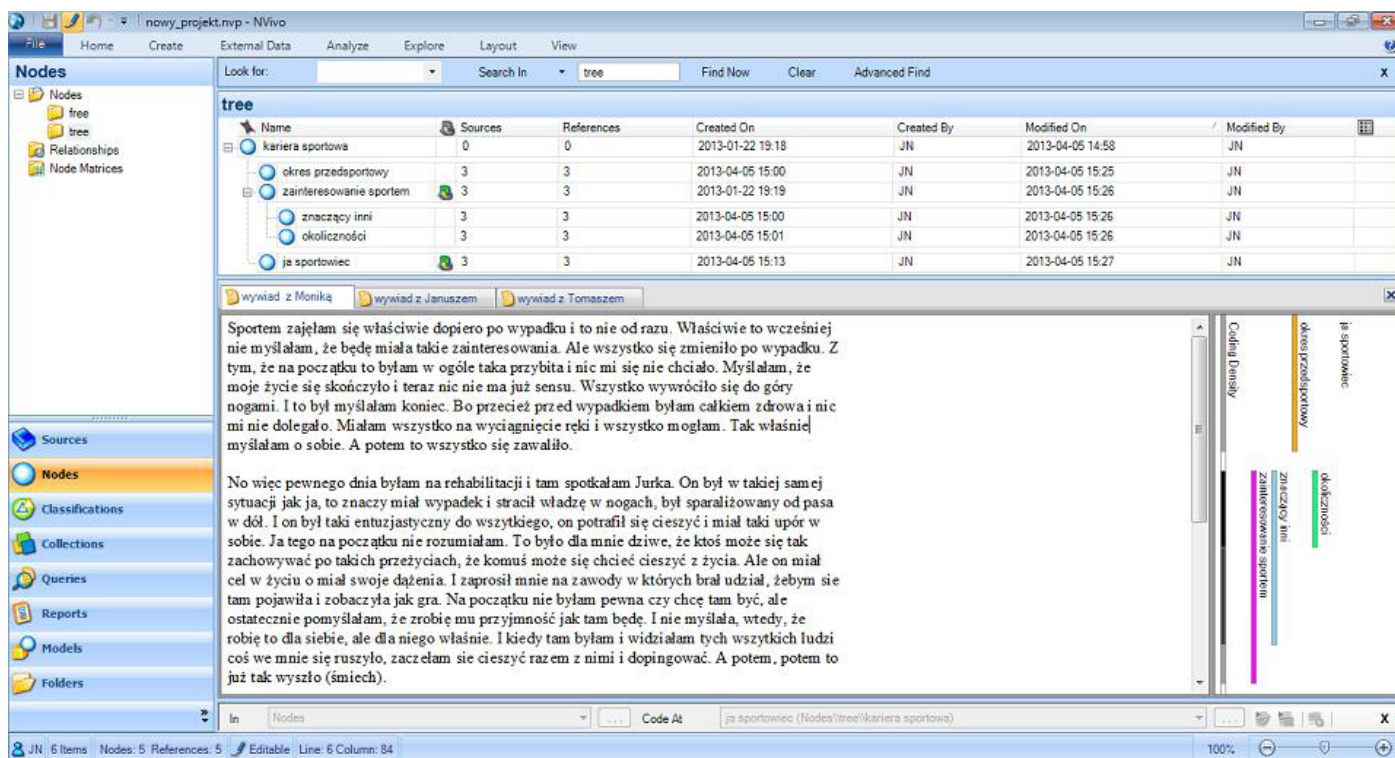 nowy_projekt.nvp - NVivo
File Home Create External Data Analyze Explore Layout View
Nodes
Look for: Search In tree Find Now Clear Advanced Find x
Nodes
free
tree
Relationships
Node Matrices
tree
Name Sources References Created On Created By Modified On Modified By
kariera sportowa 0 0 2013-01-22 19:18 JN 2013-04-05 14:58 JN
okres przedsportowy 3 3 2013-04-05 15:00 JN 2013-04-05 15:25 JN
zainteresowanie sportem 3 3 2013-01-22 19:19 JN 2013-04-05 15:26 JN
znaczący inni 3 3 2013-04-05 15:00 JN 2013-04-05 15:26 JN
okoliczności 3 3 2013-04-05 15:01 JN 2013-04-05 15:26 JN
ja sportowiec 3 3 2013-04-05 15:13 JN 2013-04-05 15:27 JN
wywiad z Moniką wywiad z Januszem wywiad z Tomaszem
Sportem zajęłam się właściwie dopiero po wypadku i to nie od razu. Właściwie to wcześniej
nie myślałam, że będę miała takie zainteresowania. Ale wszystko się zmieniło po wypadku. Z
tym, że na początku to byłam w ogóle taka przybita i nic mi się nie chciało. Myślałam, że
moje życie się skończyło i teraz nic nie ma już sensu. Wszystko wywróciło się do góry
nogami. I to był myślałam koniec. Bo przecież przed wypadkiem byłam całkiem zdrowa i nic
mi nie dolegało. Miałam wszystko na wyciągnięcie ręki i wszystko mogłam. Tak właśnie
myślałam o sobie. A potem to wszystko się zawaliło.
No więc pewnego dnia byłam na rehabilitacji i tam spotkałam Jurka. On był w takiej samej
sytuacji jak ja, to znaczy miał wypadek i stracił władzę w nogach, był sparaliżowany od pasa
w dół. I on był taki entuzjastyczny do wszytkiego, on potrafił się cieszyć i miał taki upór w
sobie. Ja tego na początku nie rozumiałam. To było dla mnie dziwe, że ktoś może się tak
zachowywać po takich przeżyciach, że komuś może się chcieć cieszyć z życia. Ale on miał
cel w życiu o miał swoje dążenia. I zaprosił mnie na zawody w których brał udział, żebym sie
tam pojawiła i zobaczyła jak gra. Na początku nie byłam pewna czy chcę tam być, ale
ostatecznie pomyślałam, że zrobię mu przyjmność jak tam będę. I nie myślała, wtedy, że
robię to dla siebie, ale dla niego właśnie. I kiedy tam byłam i widziałam tych wszytkich ludzi
coś we mnie się ruszyło, zaczełam sie cieszyć razem z nimi i dopingować. A potem, potem to
już tak wyszło (śmiech).
Coding Density
okres przedsportowy
ja sportowiec
zainteresowanie sportem
znaczący inni
okoliczności
Sources
Nodes
Classifications
Collections
Queries
Reports
Models
Folders
In Nodes ... Code At ja sportowiec (Nodes\\tree\\kariera sportowa) ... x
JN 6 Items Nodes: 5 References: 5 Editable Line: 6 Column: 84 100%